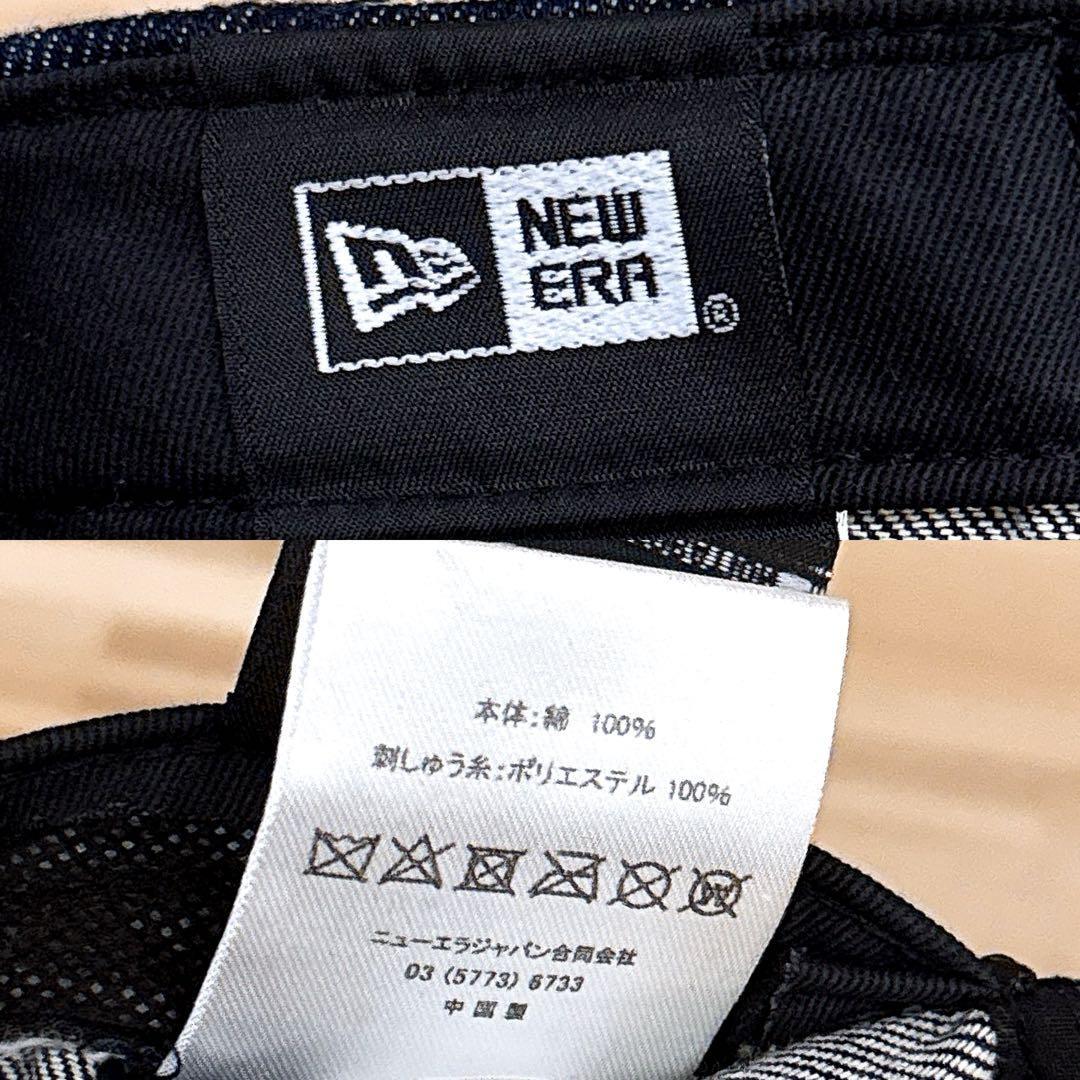 NEW
ERA
®
本体:綿 100%
刺しゅう糸:ポリエステル 100%
ニューエラジャパン合同会社
03 (5773) 6733
中国製